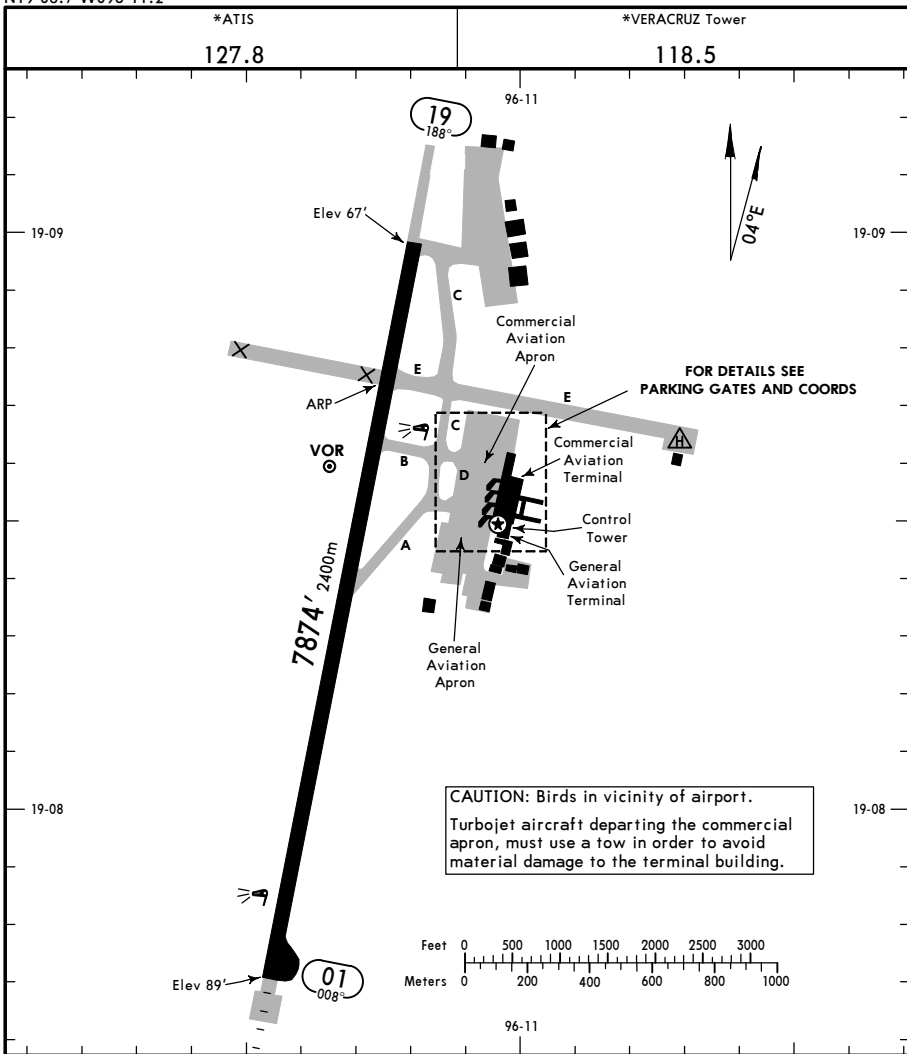 *ATIS
127.8
*VERACRUZ Tower
118.5
96-11
19
188°
04°E
Elev 67'
19-09
19-09
C
Commercial
Aviation
Apron
FOR DETAILS SEE
PARKING GATES AND COORDS
E
E
ARP
C
Commercial
Aviation
Terminal
H
VOR
B
D
A
Control
Tower
General
Aviation
Terminal
7874' 2400m
General
Aviation
Apron
19-08
19-08
CAUTION: Birds in vicinity of airport.
Turbojet aircraft departing the commercial
apron, must use a tow in order to avoid
material damage to the terminal building.
Elev 89'
01
008°
Feet 0 500 1000 1500 2000 2500 3000
Meters 0 200 400 600 800 1000
96-11